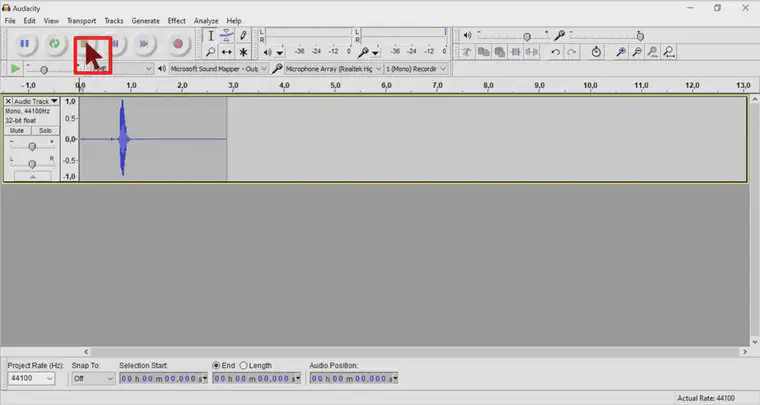 Audacity
File Edit View Transport Tracks Generate Effect Analyze Help
L
R
-36 -24 -12 0
L
R
-36 -24 -12 0
Microsoft Sound Mapper - Outp
Microphone Array (Realtek Hig
1 (Mono) Recordir
-1,0 0,0 1,0 2,0 3,0 4,0 5,0 6,0 7,0 8,0 9,0 10,0 11,0 12,0 13,0
Audio Track
Mono, 44100Hz
32-bit float
Mute Solo
- +
L R
1,0
0,5
0,0
-0,5
-1,0
Project Rate (Hz): Snap To: Selection Start: End Length Audio Position:
44100 Off 00 h 00 m 00,000 s 00 h 00 m 00,000 s 00 h 00 m 00,000 s
Actual Rate: 44100